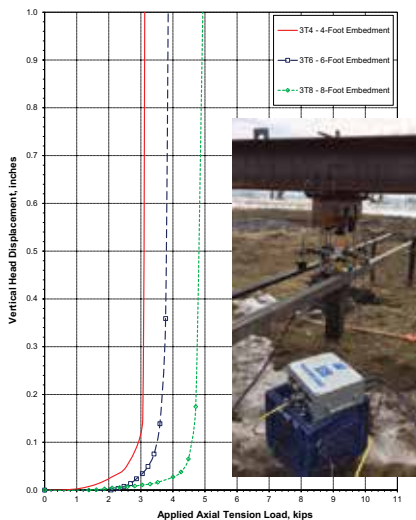 1.0
0.9
0.8
0.7
0.6
0.5
0.4
0.3
0.2
0.1
0.0
Vertical Head Displacement, inches
3T4 - 4-Foot Embedment
3T6 - 6-Foot Embedment
3T8 - 8-Foot Embedment
0 1 2 3 4 5 6 7 8 9 10 11
Applied Axial Tension Load, kips